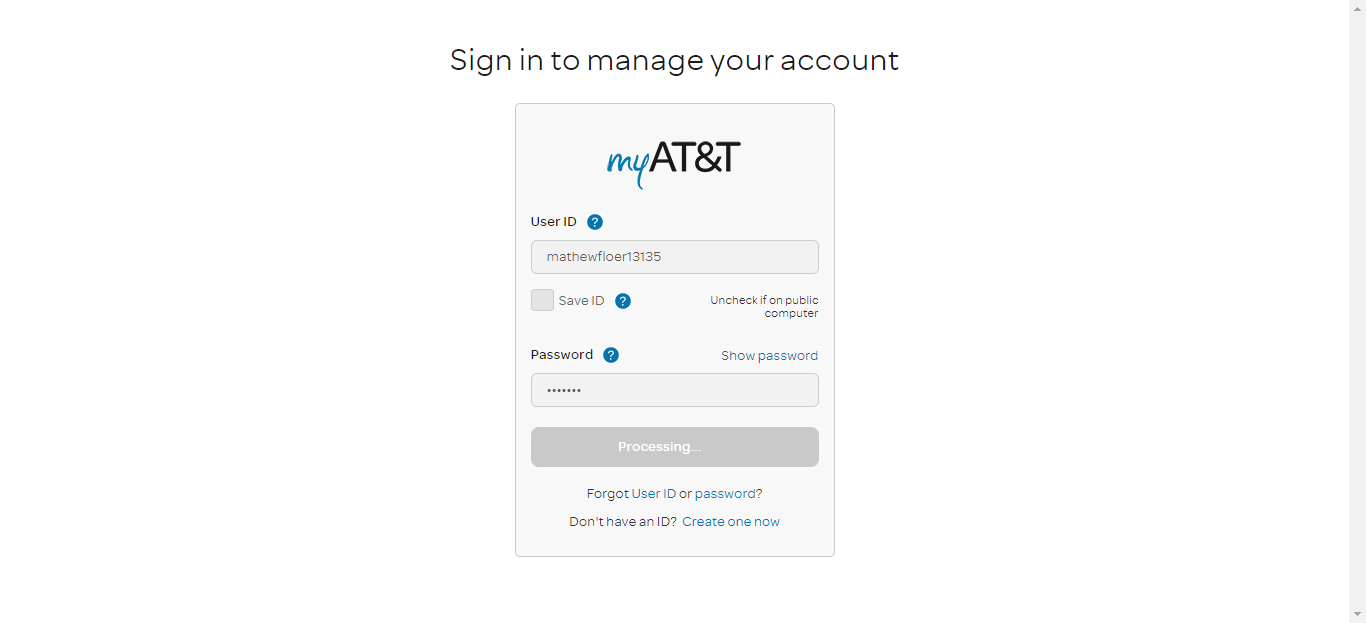 Sign in to manage your account
myAT&T
User ID ?
mathewfloer13135
Save ID ?
Uncheck if on public
computer
Password ? Show password
•••••••
Processing...
Forgot User ID or password?
Don't have an ID? Create one now